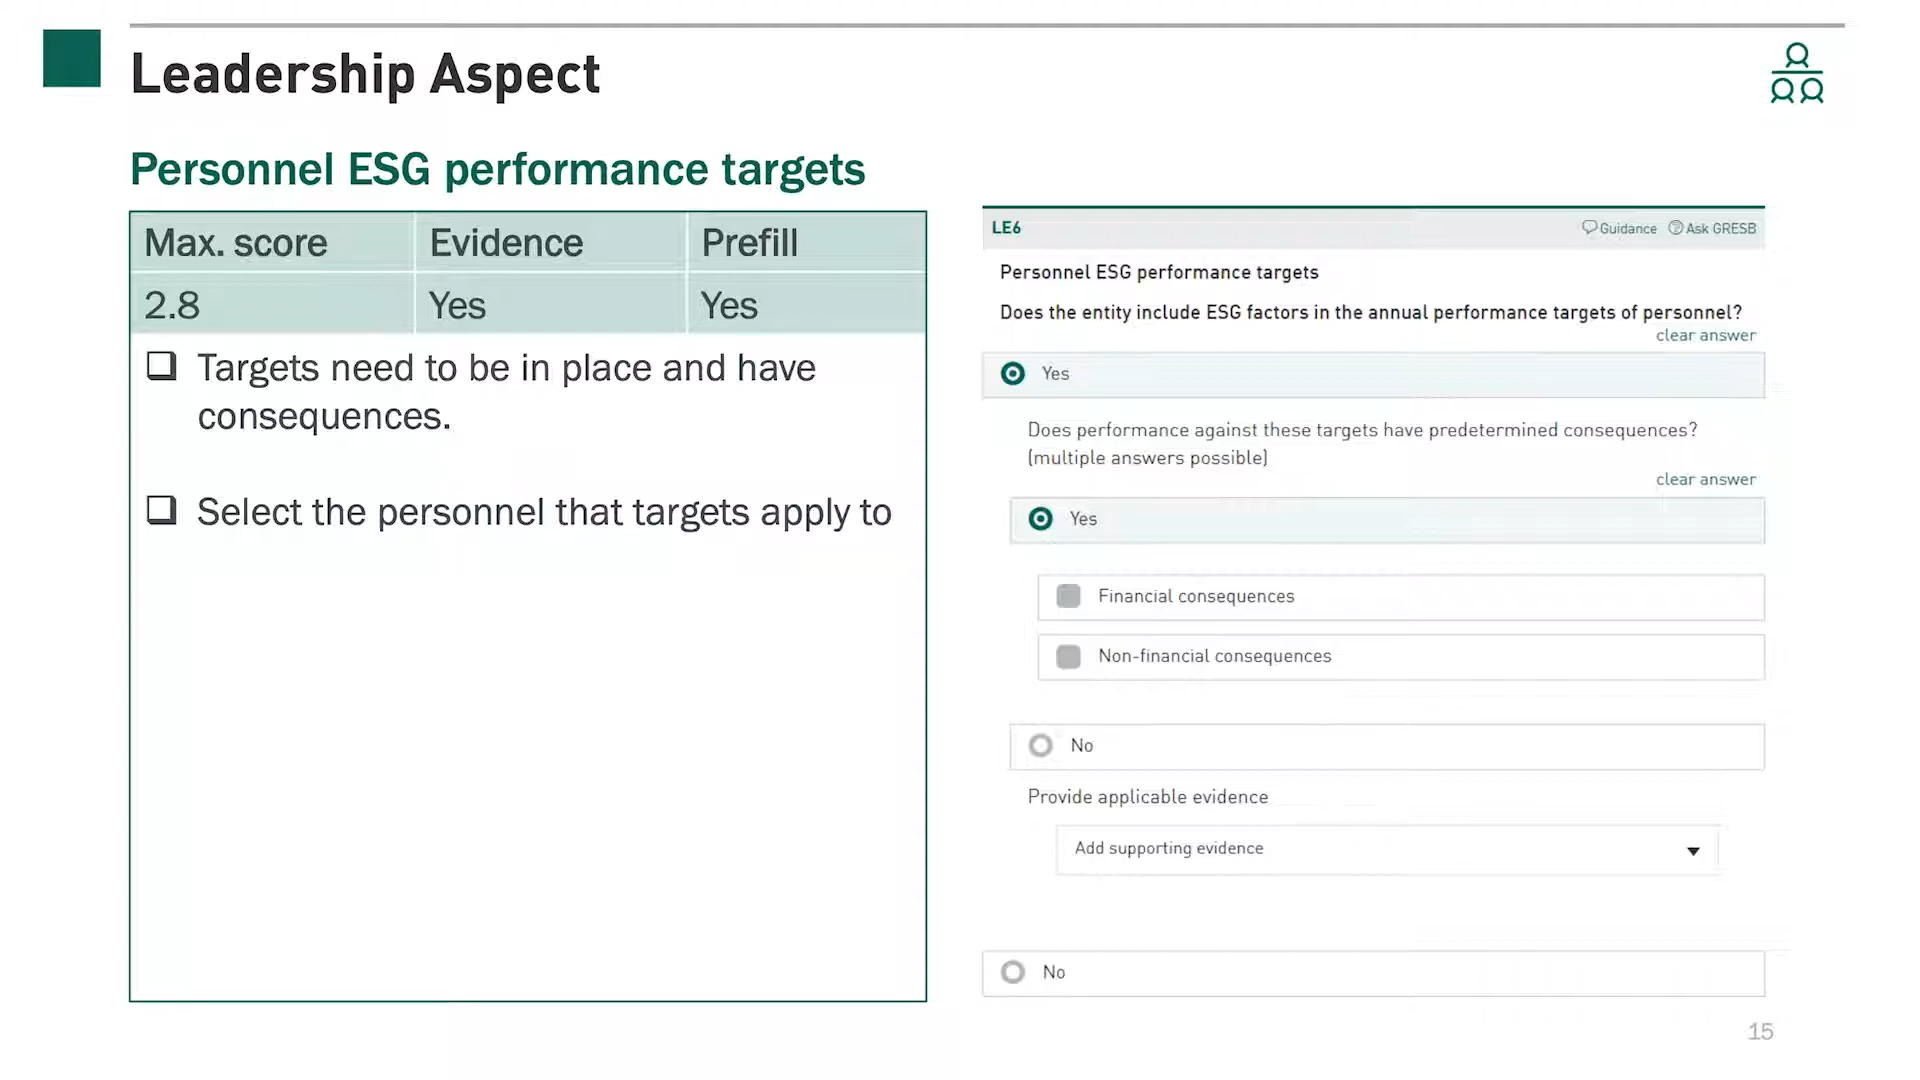 Leadership Aspect
Personnel ESG performance targets
Max. score Evidence Prefill
2.8 Yes Yes
Targets need to be in place and have
consequences.
Select the personnel that targets apply to
LE6 Guidance Ask GRESB
Personnel ESG performance targets
Does the entity include ESG factors in the annual performance targets of personnel?
clear answer
Yes
Does performance against these targets have predetermined consequences?
(multiple answers possible)
clear answer
Yes
Financial consequences
Non-financial consequences
No
Provide applicable evidence
Add supporting evidence
No
15